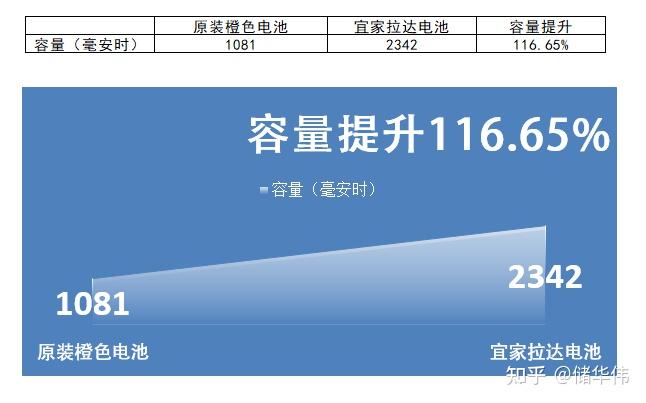 原装橙色电池 宜家拉达电池 容量提升
容量（毫安时） 1081 2342 116.65%
容量提升116.65%
容量（毫安时）
2342
1081
原装橙色电池 宜家拉达电池
知乎 @储华伟